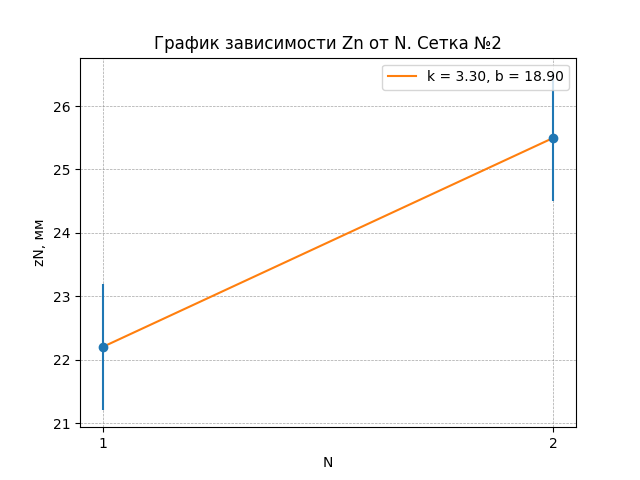 График зависимости Zn от N. Сетка №2
k = 3.30, b = 18.90
26
25
24
23
22
21
zN, мм
1
2
N